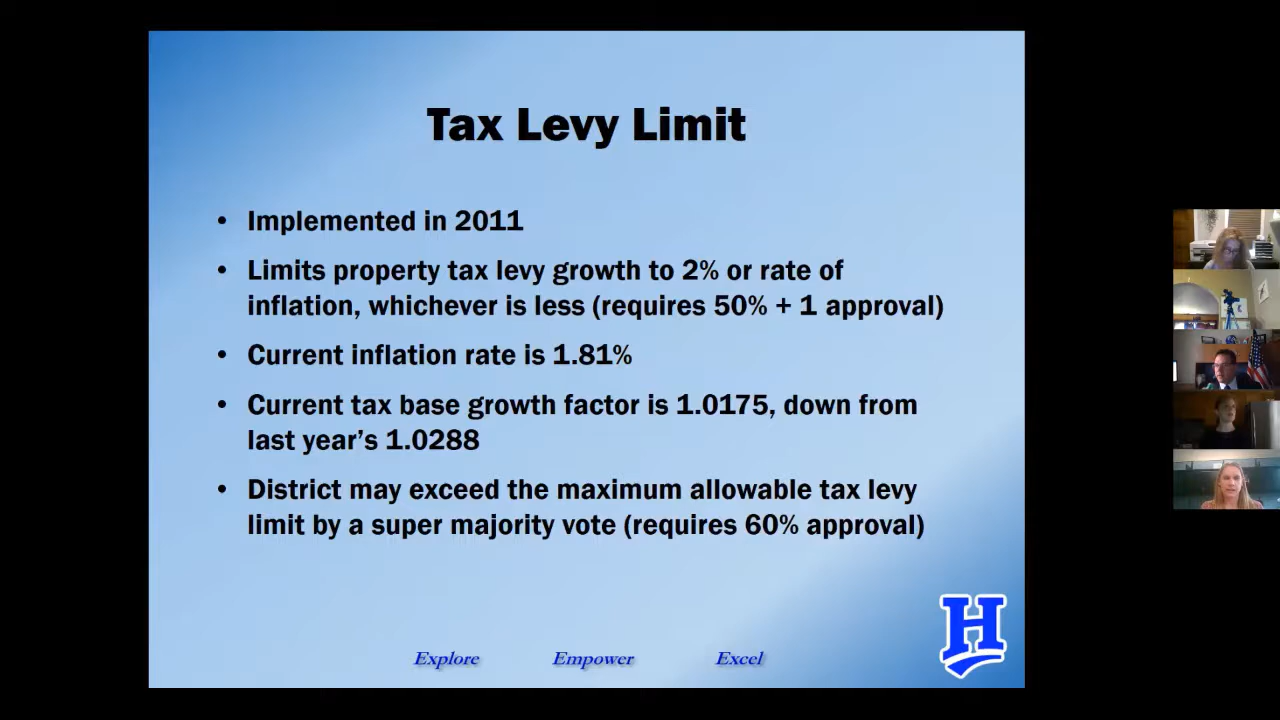 Tax Levy Limit
• Implemented in 2011
• Limits property tax levy growth to 2% or rate of
inflation, whichever is less (requires 50% + 1 approval)
• Current inflation rate is 1.81%
• Current tax base growth factor is 1.0175, down from
last year's 1.0288
• District may exceed the maximum allowable tax levy
limit by a super majority vote (requires 60% approval)
H
Explore Empower Excel